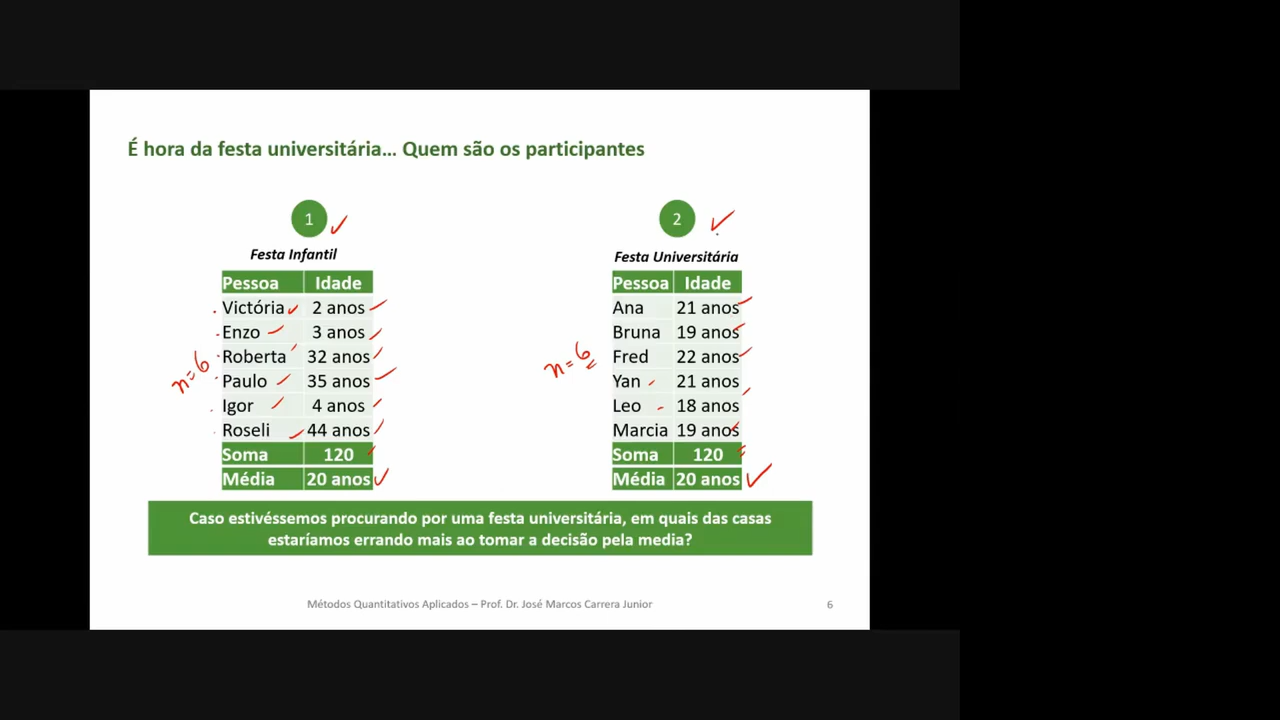 É hora da festa universitária... Quem são os participantes
1
Festa Infantil
Pessoa Idade
Victória 2 anos
Enzo 3 anos
Roberta 32 anos
Paulo 35 anos
Igor 4 anos
Roseli 44 anos
Soma 120
Média 20 anos
n=6
2
Festa Universitária
Pessoa Idade
Ana 21 anos
Bruna 19 anos
Fred 22 anos
Yan 21 anos
Leo 18 anos
Marcia 19 anos
Soma 120
Média 20 anos
n=6
Caso estivéssemos procurando por uma festa universitária, em quais das casas
estaríamos errando mais ao tomar a decisão pela media?
Métodos Quantitativos Aplicados – Prof. Dr. José Marcos Carrera Junior
6